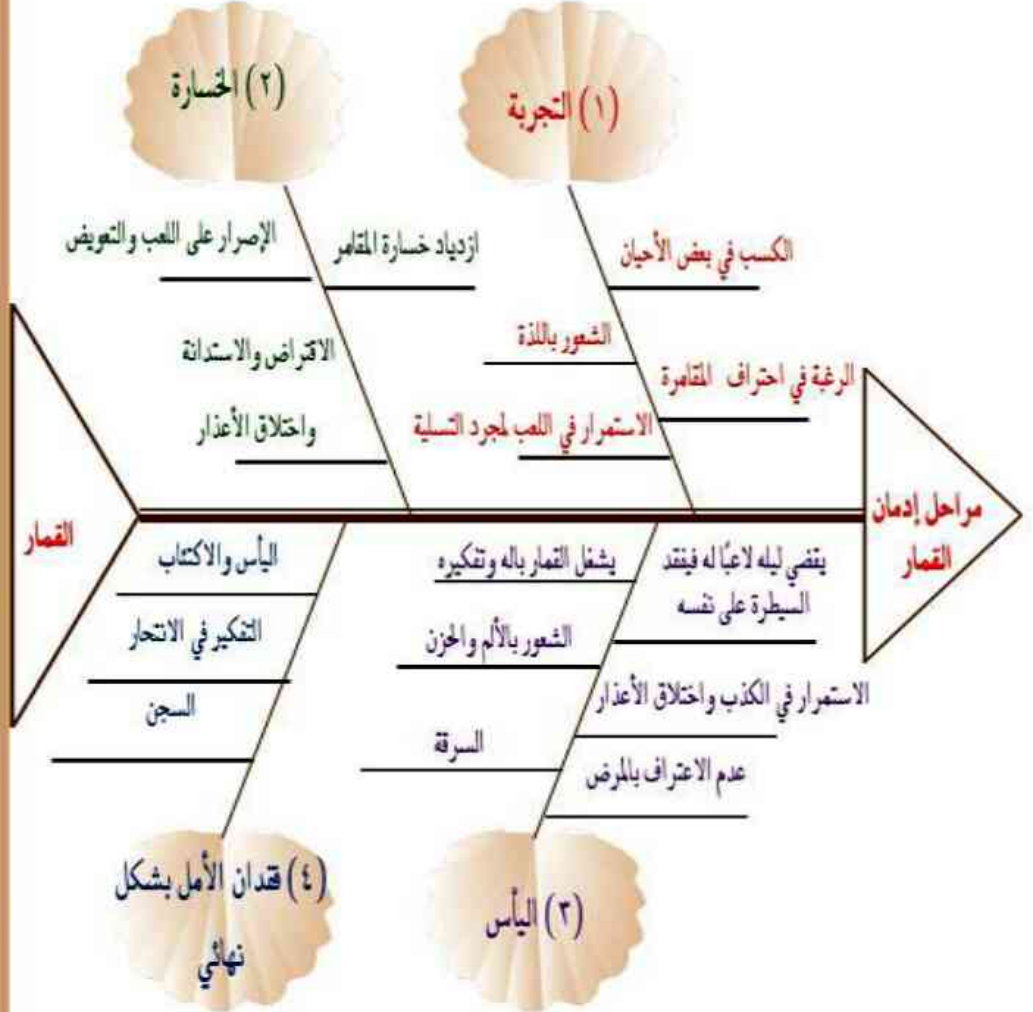 (١) التجربة
الكسب في بعض الأحيان
الشعور باللذة
الرغبة في احتراف المقامرة
الاستمرار في اللعب لمجرد التسلية
(٢) الخسارة
ازدياد خسارة المقامر
الإصرار على اللعب والتعويض
الاقتراض والاستدانة
واختلاق الأعذار
مراحل إدمان
القمار
القمار
يقضي ليله لاعبًا له فيفقد
السيطرة على نفسه
يشغل القمار باله وتفكيره
الشعور بالألم والحزن
الاستمرار في الكذب واختلاق الأعذار
السرقة
عدم الاعتراف بالمرض
(٣) اليأس
اليأس والاكتئاب
التفكير في الانتحار
السجن
(٤) فقدان الأمل بشكل
نهائي